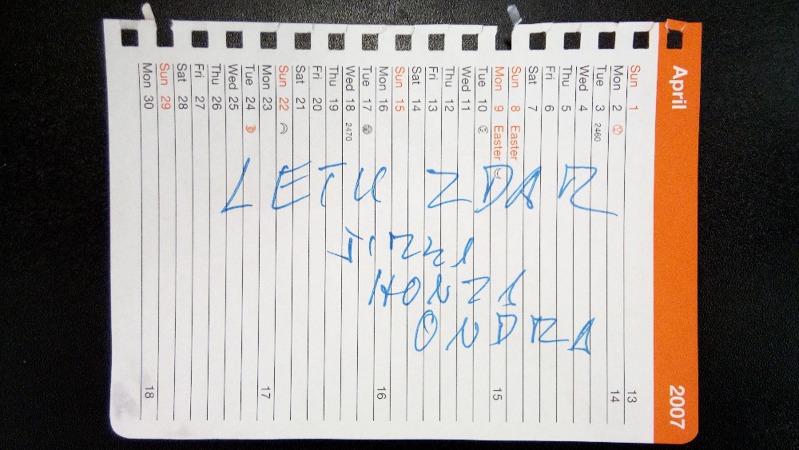 April 2007
Sun 1 13
Mon 2 14
Tue 3 2460
Wed 4
Thu 5
Fri 6
Sat 7
Sun 8 Easter
Mon 9 Easter 15
Tue 10
Wed 11
Thu 12
Fri 13
Sat 14
Sun 15
Mon 16 16
Tue 17
Wed 18 2470
Thu 19
Fri 20
Sat 21
Sun 22
Mon 23 17
Tue 24
Wed 25
Thu 26
Fri 27
Sat 28
Sun 29
Mon 30 18
LETU ZDAR
HONZA
ONDRA